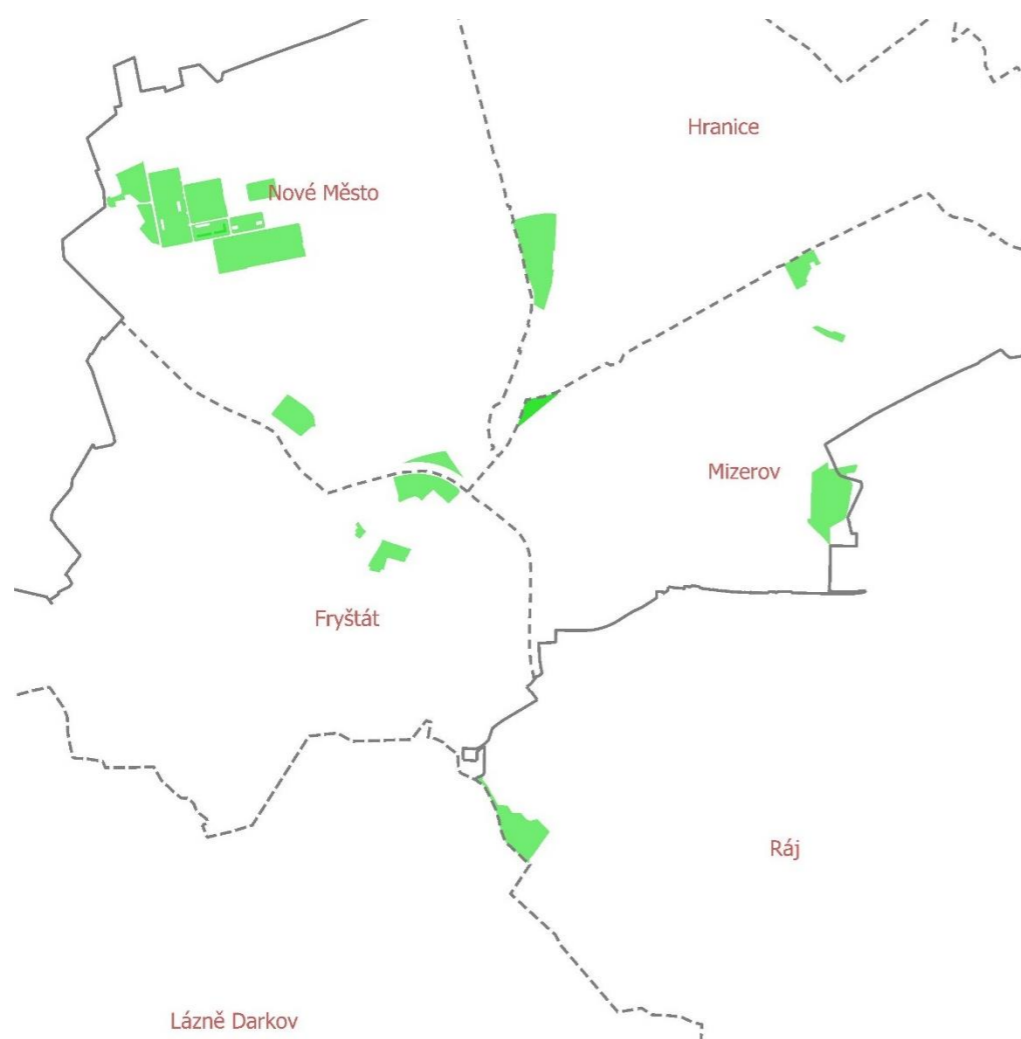 Hranice
Nové Město
Mizerov
Fryštát
Ráj
Lázně Darkov